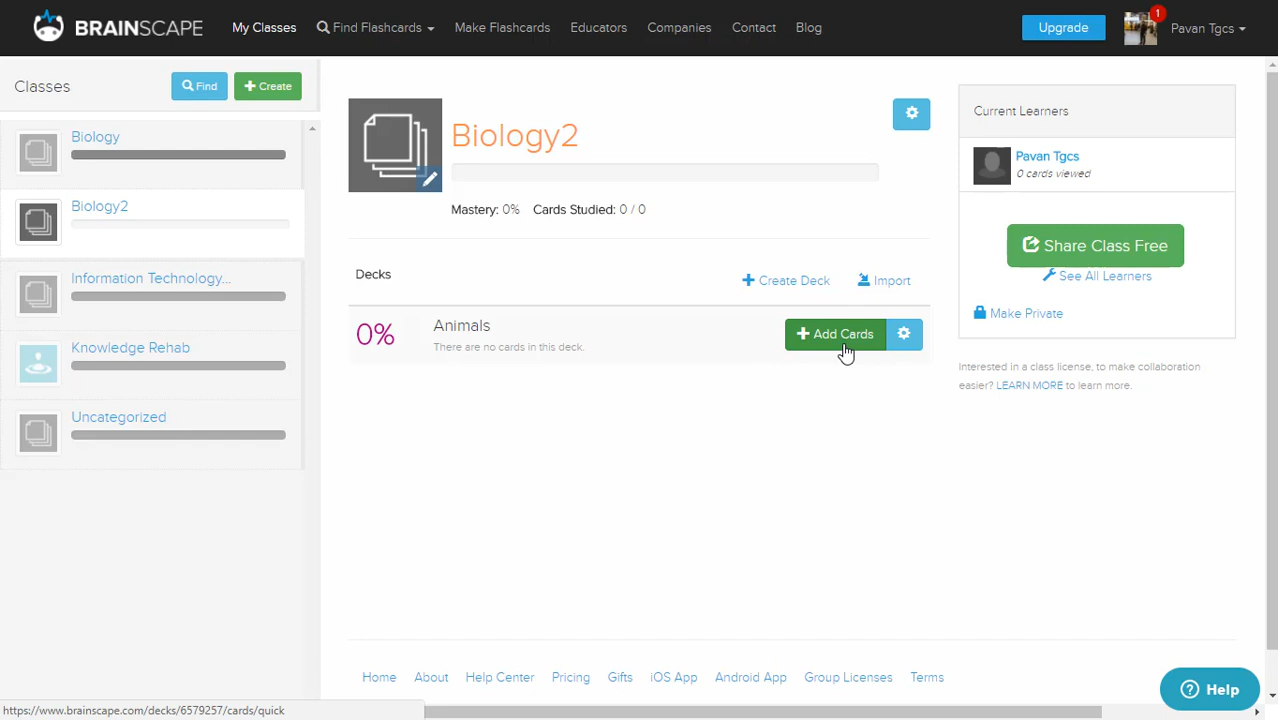 BRAINSCAPE My Classes Find Flashcards Make Flashcards Educators Companies Contact Blog Upgrade 1 Pavan Tgcs
Classes Find + Create
Biology
Biology2
Information Technology...
Knowledge Rehab
Uncategorized
Biology2
Mastery: 0% Cards Studied: 0 / 0
Decks + Create Deck Import
0% Animals + Add Cards
There are no cards in this deck.
Current Learners
Pavan Tgcs
0 cards viewed
Share Class Free
See All Learners
Make Private
Interested in a class license, to make collaboration
easier? LEARN MORE to learn more.
Home About Help Center Pricing Gifts iOS App Android App Group Licenses Terms
? Help
https://www.brainscape.com/decks/6579257/cards/quick